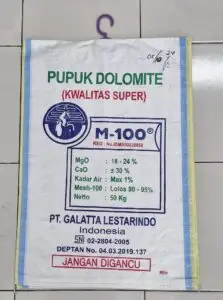 PUPUK DOLOMITE
(KWALITAS SUPER)
M-100®
MgO : 18 - 24 %
CaO : ± 30 %
Kadar Air : Max 1%
Mesh-100 : Lolos 90 - 95%
Netto : 50 Kg
PT. GALATTA LESTARINDO
Indonesia
SNI 02-2804-2005
DEPTAN No. 04.03.2019.137
JANGAN DIGANCU